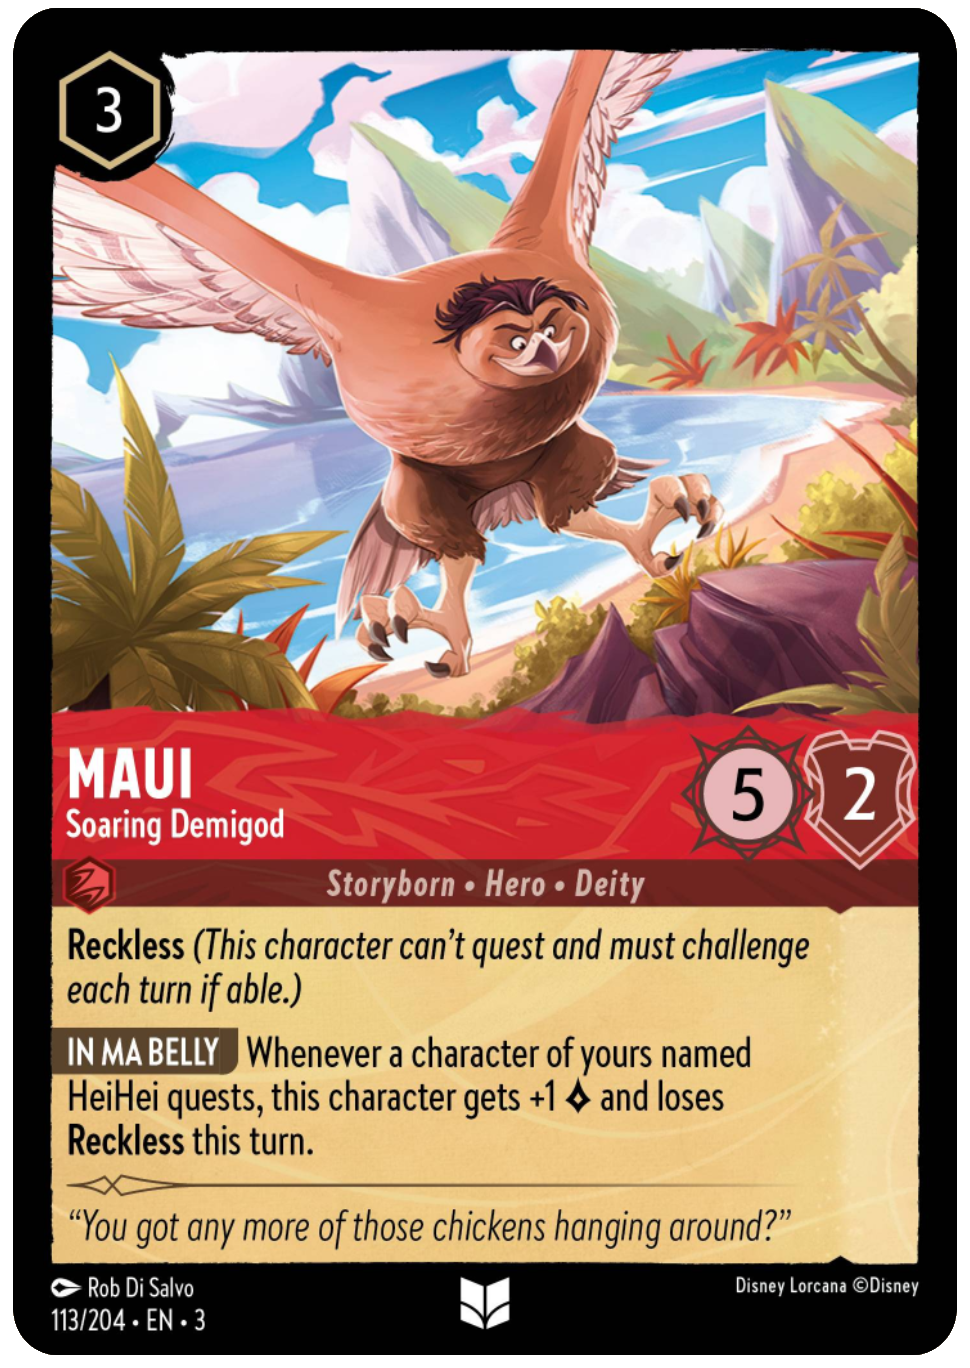 3
MAUI
Soaring Demigod
5
2
Storyborn • Hero • Deity
Reckless (This character can't quest and must challenge
each turn if able.)
IN MA BELLY Whenever a character of yours named
HeiHei quests, this character gets +1 and loses
Reckless this turn.
“You got any more of those chickens hanging around?”
Rob Di Salvo
113/204 • EN • 3
Disney Lorcana ©Disney